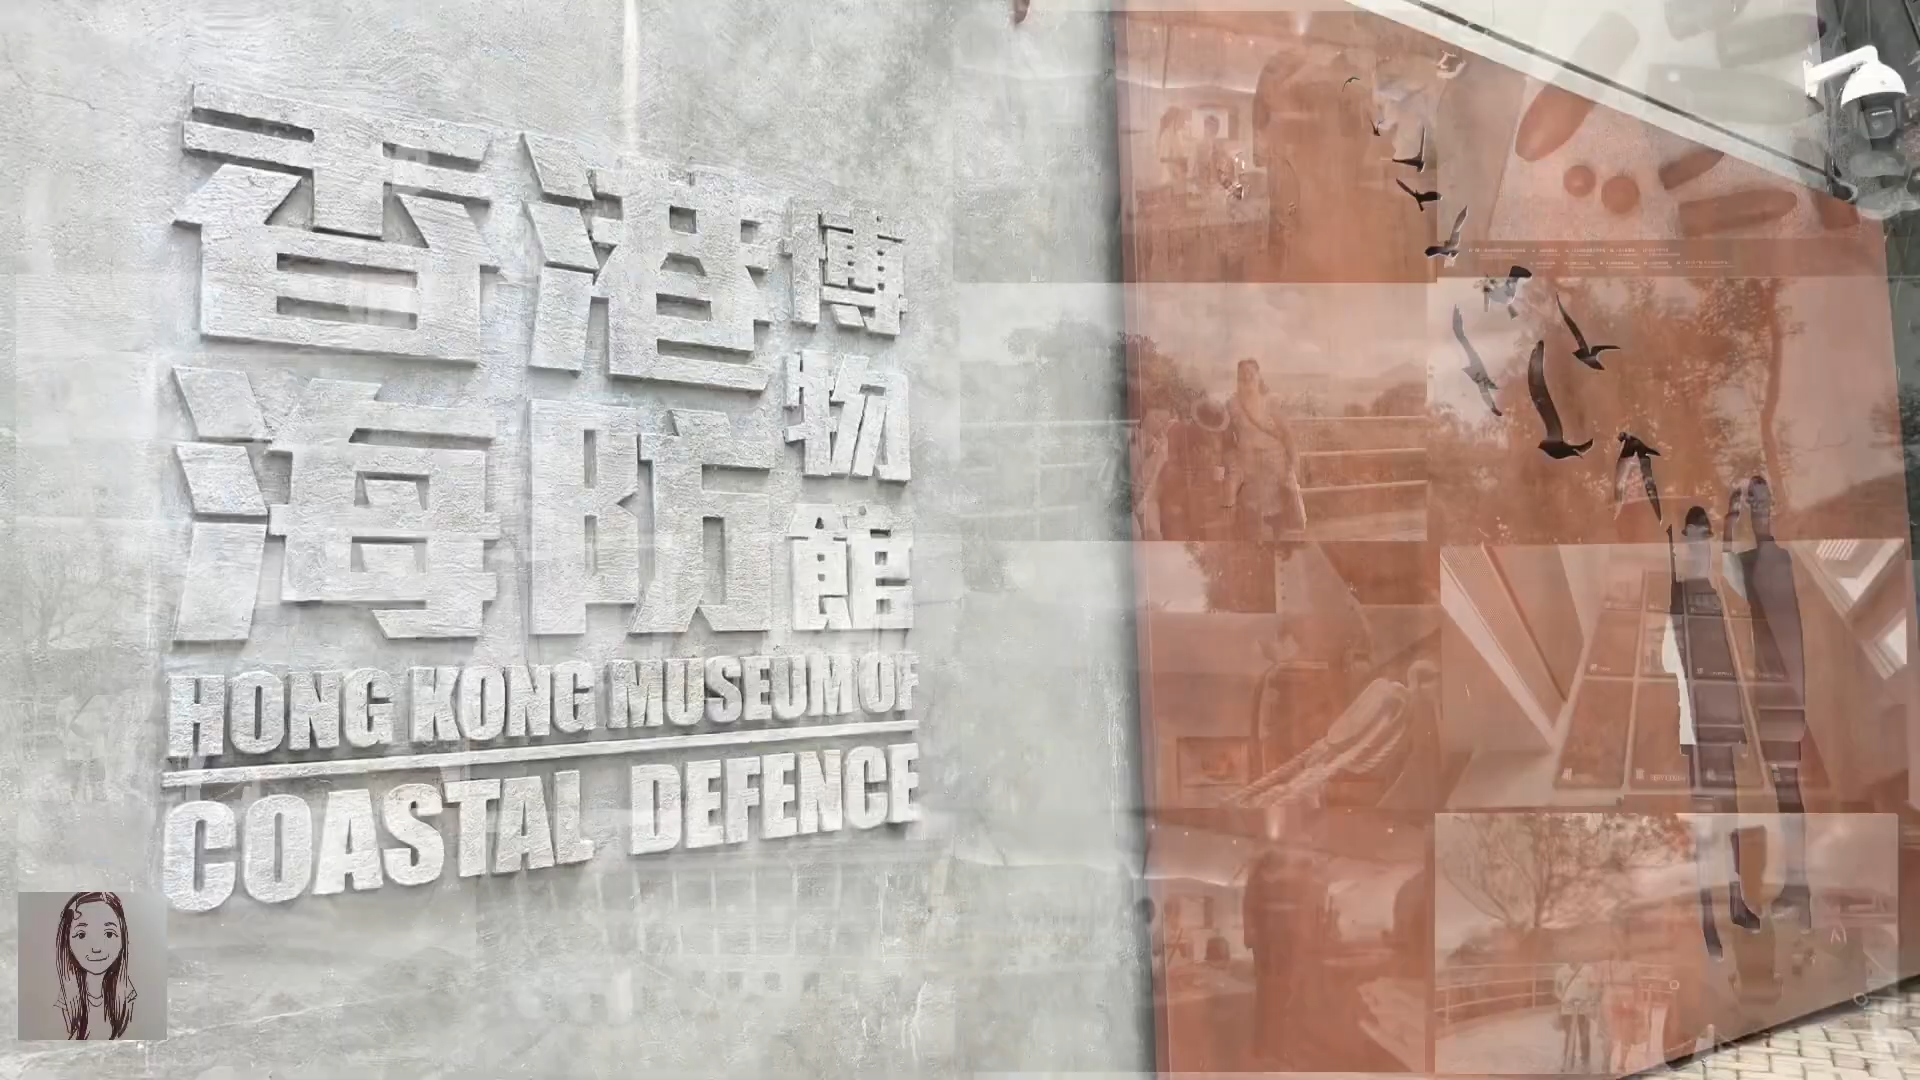 香港
海防
博物館
HONG KONG MUSEUM OF
COASTAL DEFENCE